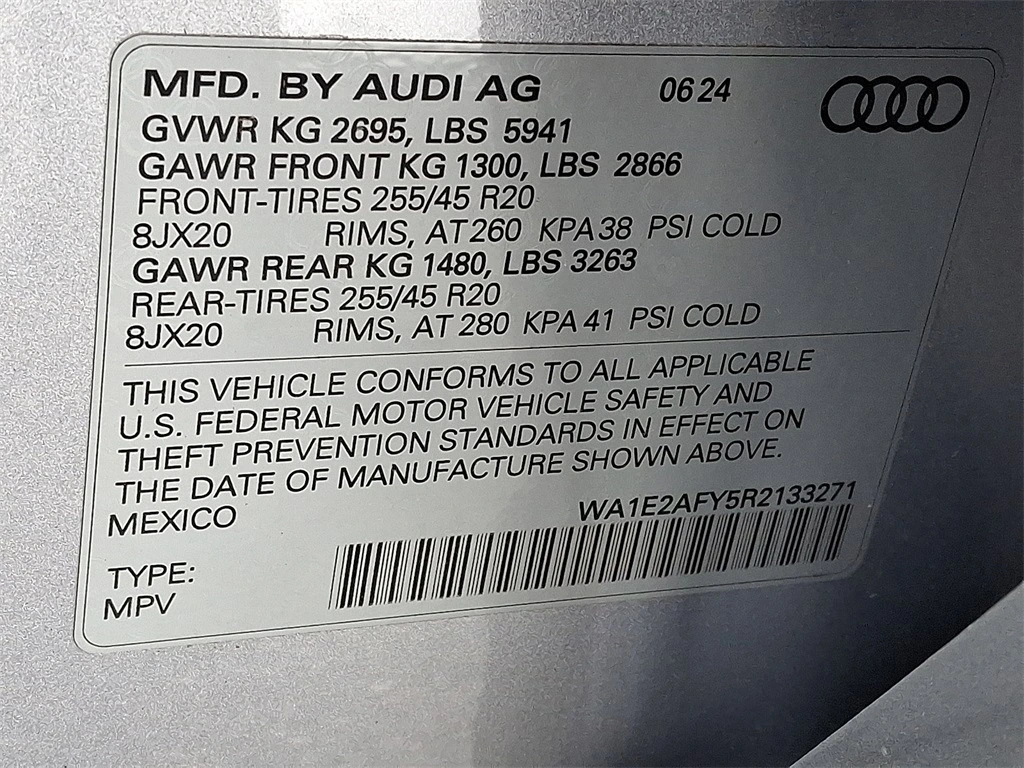 MFD. BY AUDI AG 06 24
GVWR KG 2695, LBS 5941
GAWR FRONT KG 1300, LBS 2866
FRONT-TIRES 255/45 R20
8JX20 RIMS, AT 260 KPA 38 PSI COLD
GAWR REAR KG 1480, LBS 3263
REAR-TIRES 255/45 R20
8JX20 RIMS, AT 280 KPA 41 PSI COLD
THIS VEHICLE CONFORMS TO ALL APPLICABLE
U.S. FEDERAL MOTOR VEHICLE SAFETY AND
THEFT PREVENTION STANDARDS IN EFFECT ON
THE DATE OF MANUFACTURE SHOWN ABOVE.
MEXICO WA1E2AFY5R2133271
TYPE:
MPV